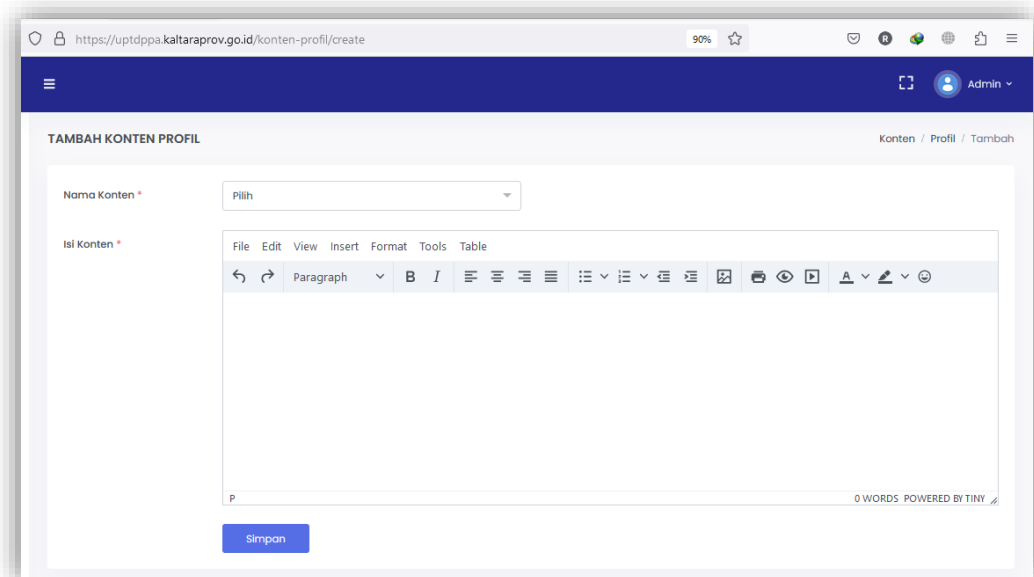 https://uptdppa.kaltaraprov.go.id/konten-profil/create 90% R
Admin
TAMBAH KONTEN PROFIL Konten / Profil / Tambah
Nama Konten * Pilih
Isi Konten * File Edit View Insert Format Tools Table
Paragraph B I A
P 0 WORDS POWERED BY TINY
Simpan